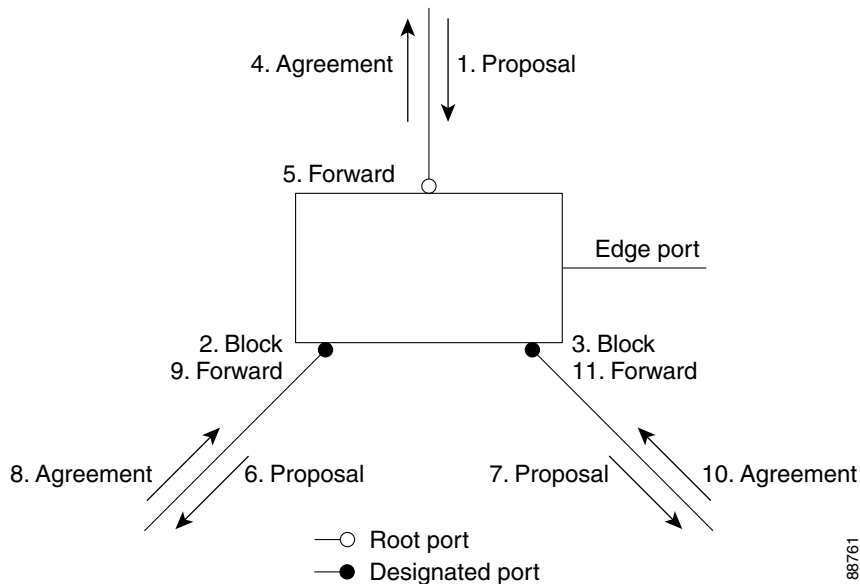 4. Agreement
1. Proposal
5. Forward
Edge port
2. Block
9. Forward
3. Block
11. Forward
8. Agreement
6. Proposal
7. Proposal
10. Agreement
Root port
Designated port
88761